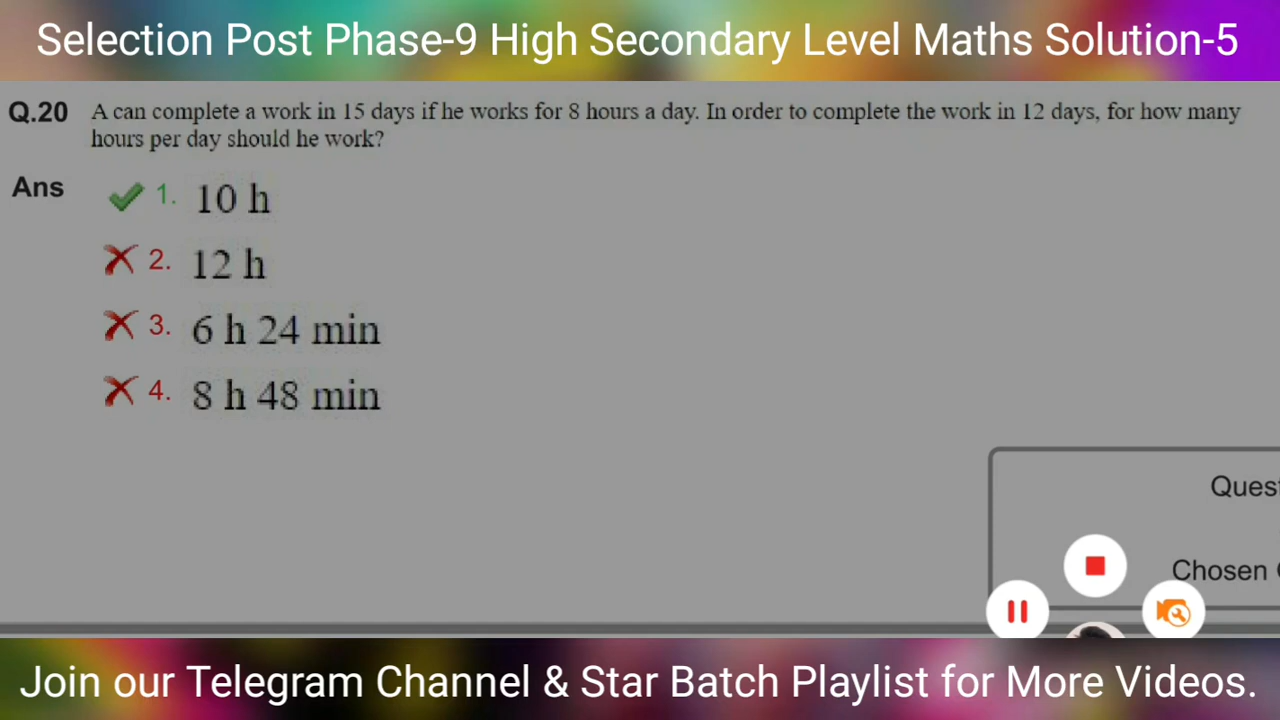 Selection Post Phase-9 High Secondary Level Maths Solution-5
Q.20 A can complete a work in 15 days if he works for 8 hours a day. In order to complete the work in 12 days, for how many
hours per day should he work?
Ans
1. 10 h
2. 12 h
3. 6 h 24 min
4. 8 h 48 min
Ques
Chosen
Join our Telegram Channel & Star Batch Playlist for More Videos.